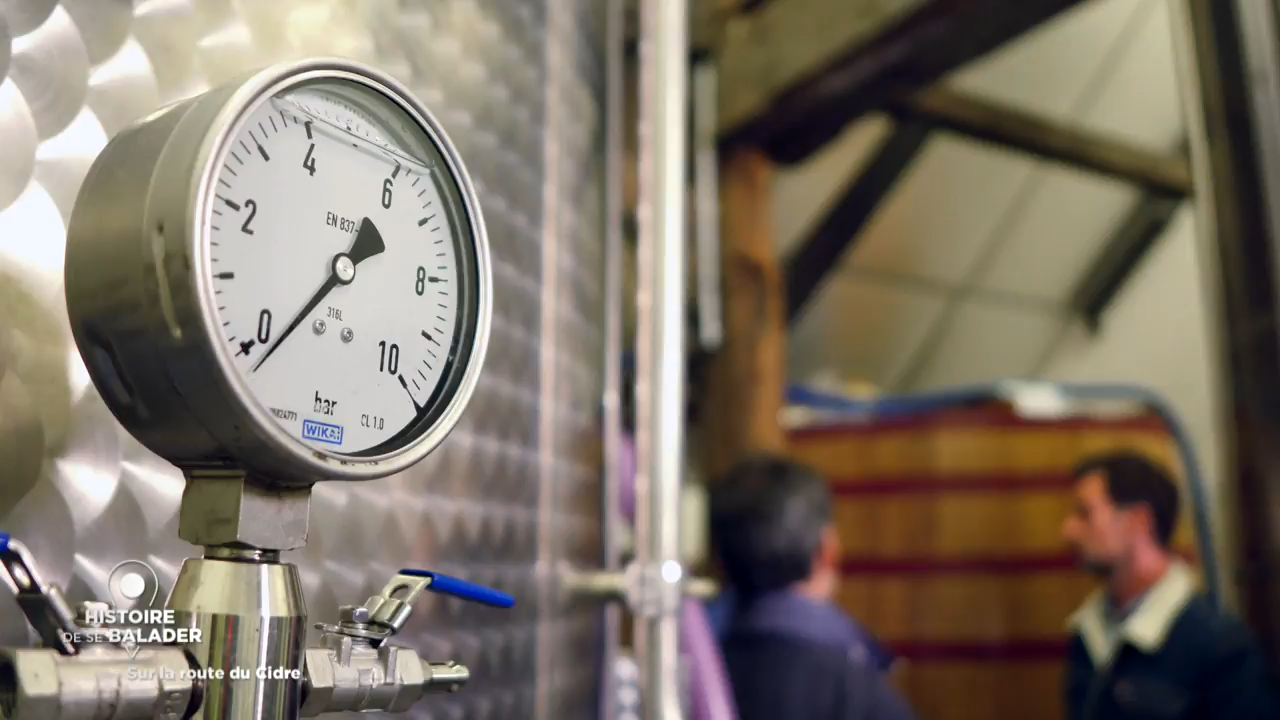 4
6
2
EN 837-
8
316L
0
10
bar
CL 1.0
WIKA
HISTOIRE
DE SE BALADER
Sur la route du Cidre